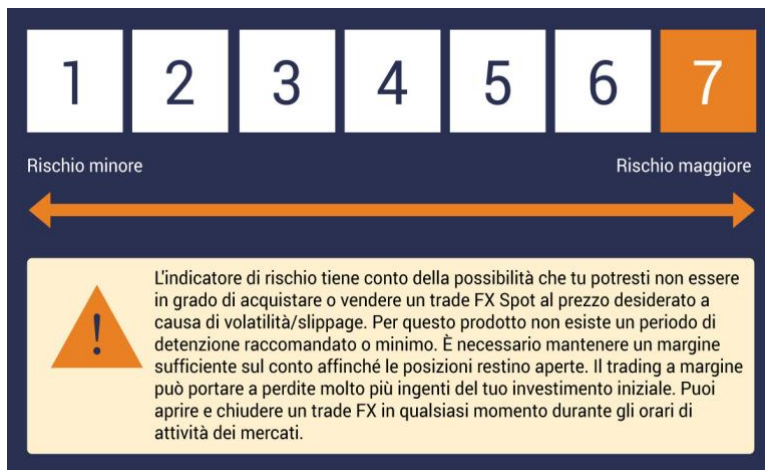 1 2 3 4 5 6 7
Rischio minore Rischio maggiore
!
L'indicatore di rischio tiene conto della possibilità che tu potresti non essere
in grado di acquistare o vendere un trade FX Spot al prezzo desiderato a
causa di volatilità/slippage. Per questo prodotto non esiste un periodo di
detenzione raccomandato o minimo. È necessario mantenere un margine
sufficiente sul conto affinché le posizioni restino aperte. Il trading a margine
può portare a perdite molto più ingenti del tuo investimento iniziale. Puoi
aprire e chiudere un trade FX in qualsiasi momento durante gli orari di
attività dei mercati.